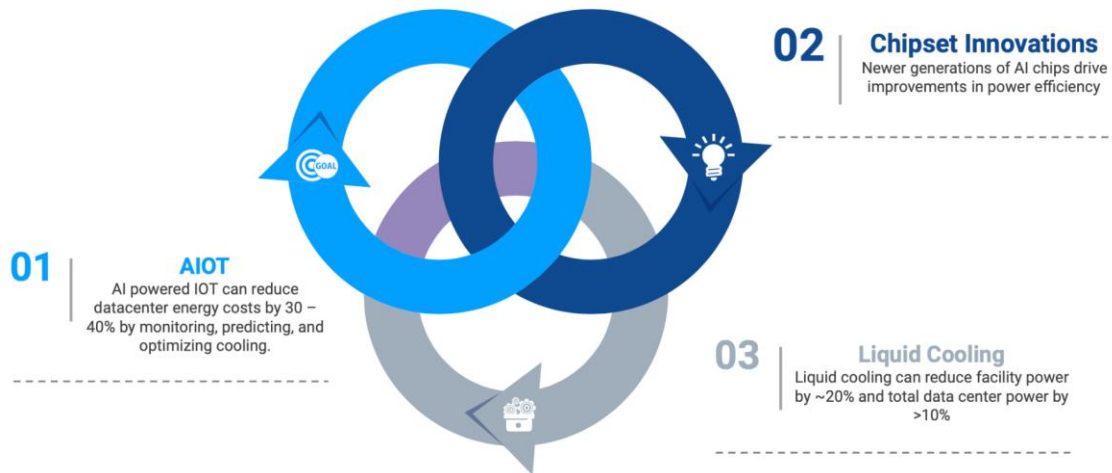 01
AIOT
AI powered IOT can reduce
datacenter energy costs by 30 –
40% by monitoring, predicting, and
optimizing cooling.
GOAL
02
Chipset Innovations
Newer generations of AI chips drive
improvements in power efficiency
03
Liquid Cooling
Liquid cooling can reduce facility power
by ~20% and total data center power by
>10%